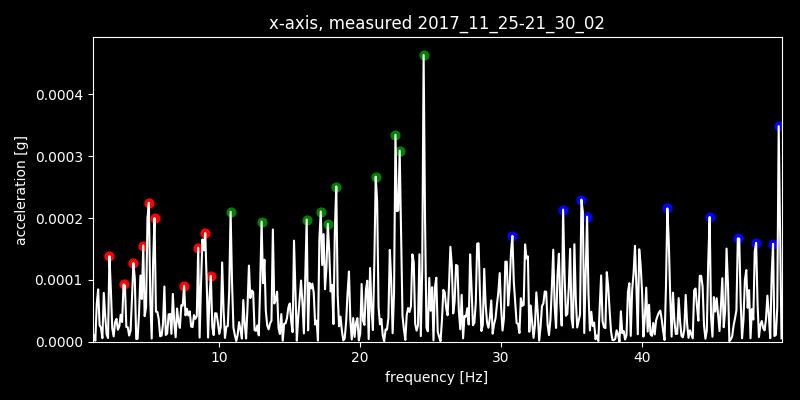 x-axis, measured 2017_11_25-21_30_02
0.0004
0.0003
0.0002
0.0001
0.0000
acceleration [g]
10 20 30 40
frequency [Hz]